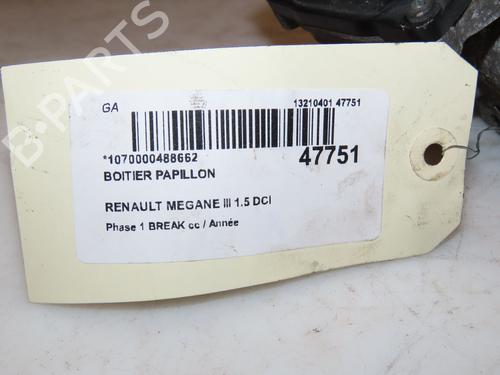 GA 13210401 47751
*1070000488662 47751
BOITIER PAPILLON
RENAULT MEGANE III 1.5 DCI
Phase 1 BREAK cc / Année
B-PARTS